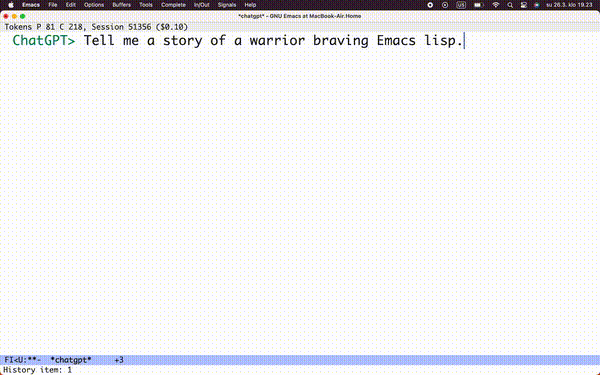 Emacs File Edit Options Buffers Tools Complete In/Out Signals Help US su 26.3. klo 19.23
*chatgpt* - GNU Emacs at MacBook-Air.Home
Tokens P 81 C 218, Session 51356 ($0.10)
ChatGPT> Tell me a story of a warrior braving Emacs lisp.
FI<U:**- *chatgpt* +3
History item: 1